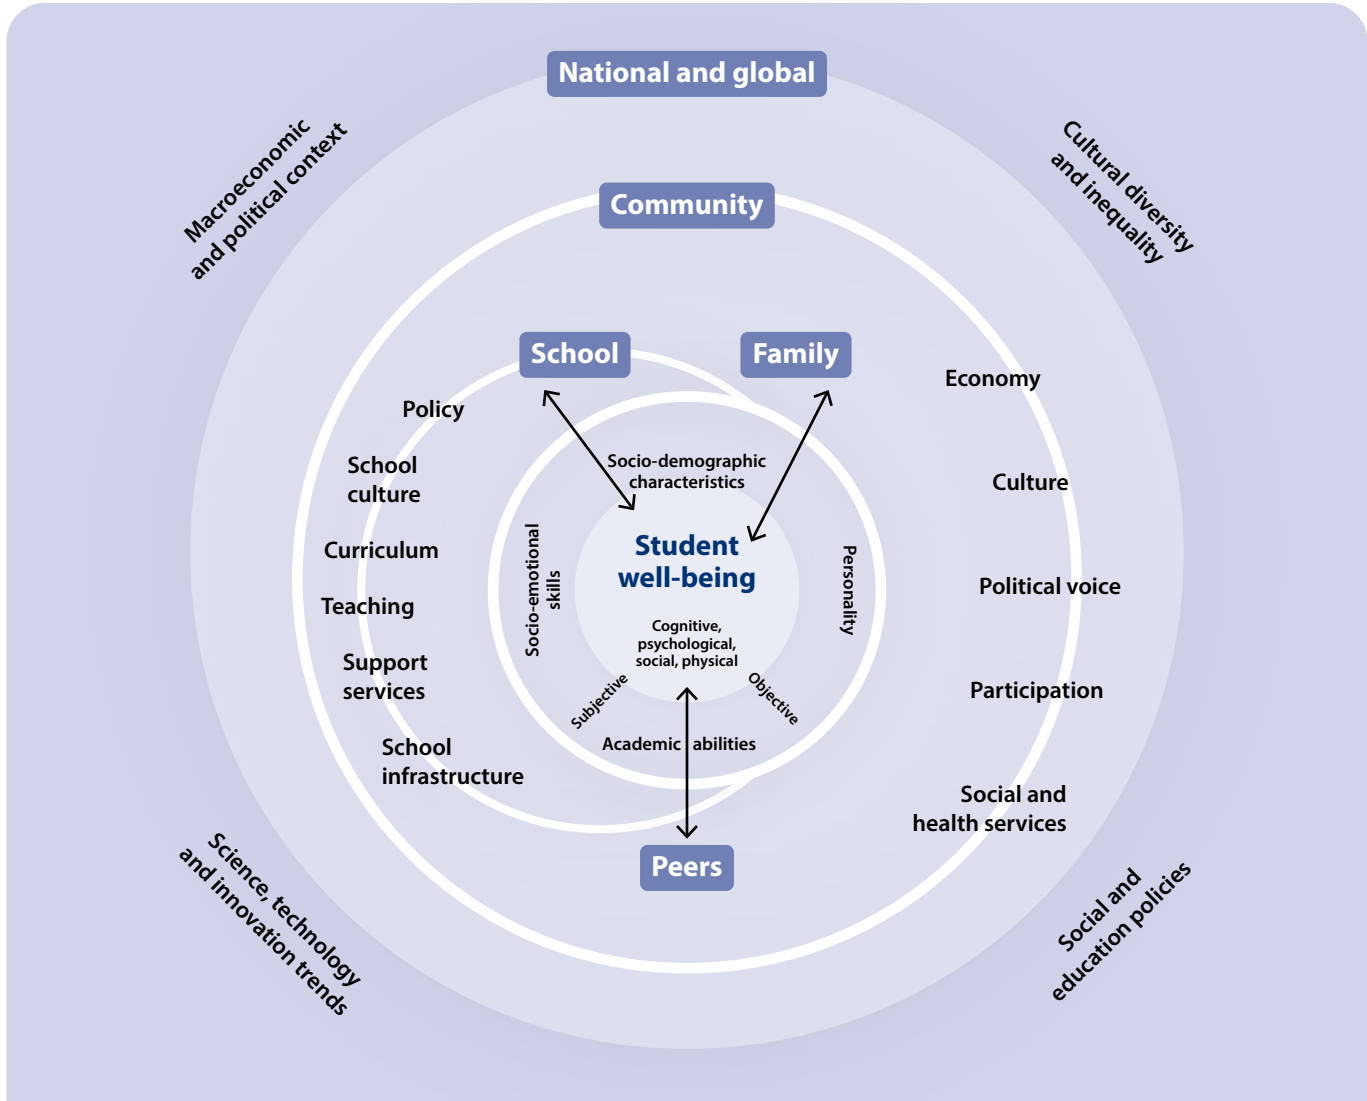 National and global
Macroeconomic
and political context
Cultural diversity
and inequality
Community
School
Family
Economy
Policy
School
culture
Culture
Socio-demographic
characteristics
Student
well-being
Curriculum
Socio-emotional
skills
Personality
Political voice
Teaching
Cognitive,
psychological,
social, physical
Support
services
Subjective
Objective
Participation
Academic abilities
School
infrastructure
Social and
health services
Peers
Science, technology
and innovation trends
Social and
education policies